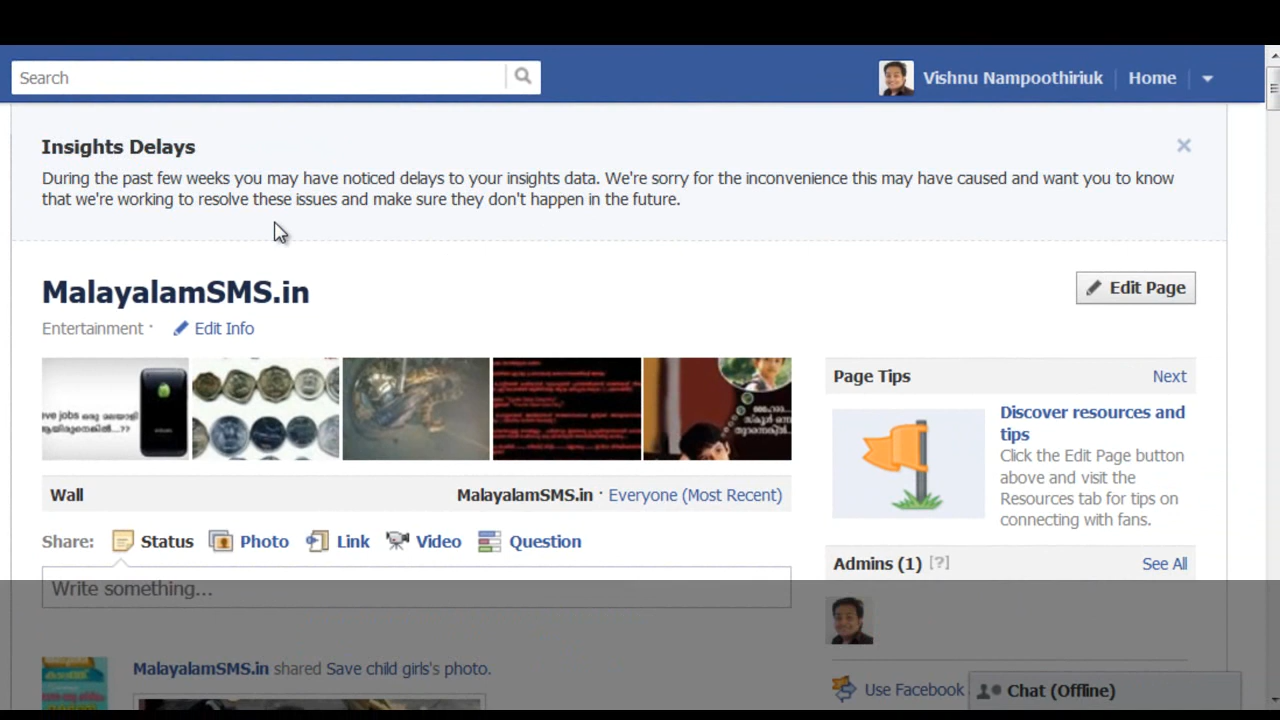 Search
Vishnu Nampoothiriuk
Home
Insights Delays
During the past few weeks you may have noticed delays to your insights data. We're sorry for the inconvenience this may have caused and want you to know
that we're working to resolve these issues and make sure they don't happen in the future.
MalayalamSMS.in
Edit Page
Entertainment ·
Edit Info
eve jobs ഒരു മലയാളി
ആയിരുന്നെങ്കിൽ....??
Page Tips
Next
Discover resources and
tips
Click the Edit Page button
above and visit the
Resources tab for tips on
connecting with fans.
Wall
MalayalamSMS.in · Everyone (Most Recent)
Share:
Status
Photo
Link
Video
Question
Write something...
Admins (1) [?]
See All
MalayalamSMS.in shared Save child girls's photo.
Use Facebook
Chat (Offline)